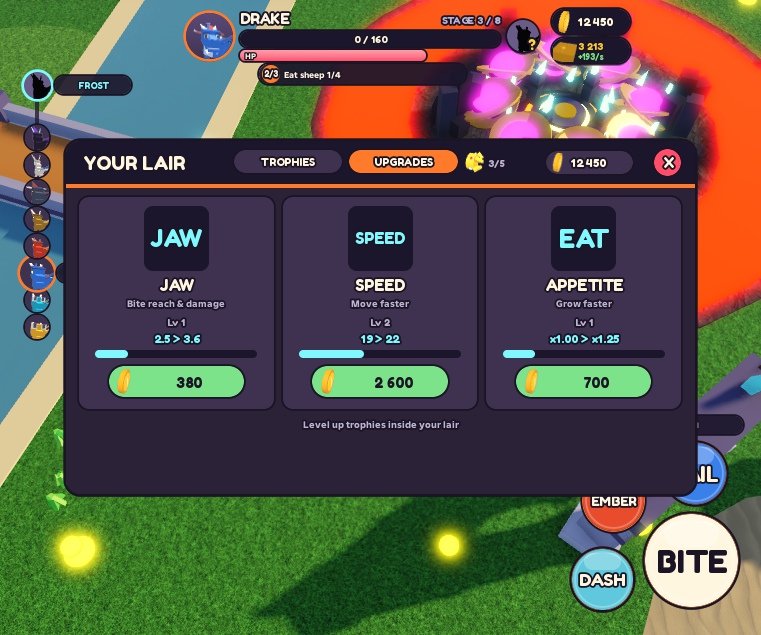 DRAKE
STAGE 3 / 8
0 / 160
HP
2/3 Eat sheep 1/4
?
12 450
3 213
+193/s
FROST
YOUR LAIR
TROPHIES
UPGRADES
3/5
12 450
X
JAW
JAW
Bite reach & damage
Lv 1
2.5 > 3.6
380
SPEED
SPEED
Move faster
Lv 2
19 > 22
2 600
EAT
APPETITE
Grow faster
Lv 1
x1.00 > x1.25
700
Level up trophies inside your lair
EMBER
BITE
DASH